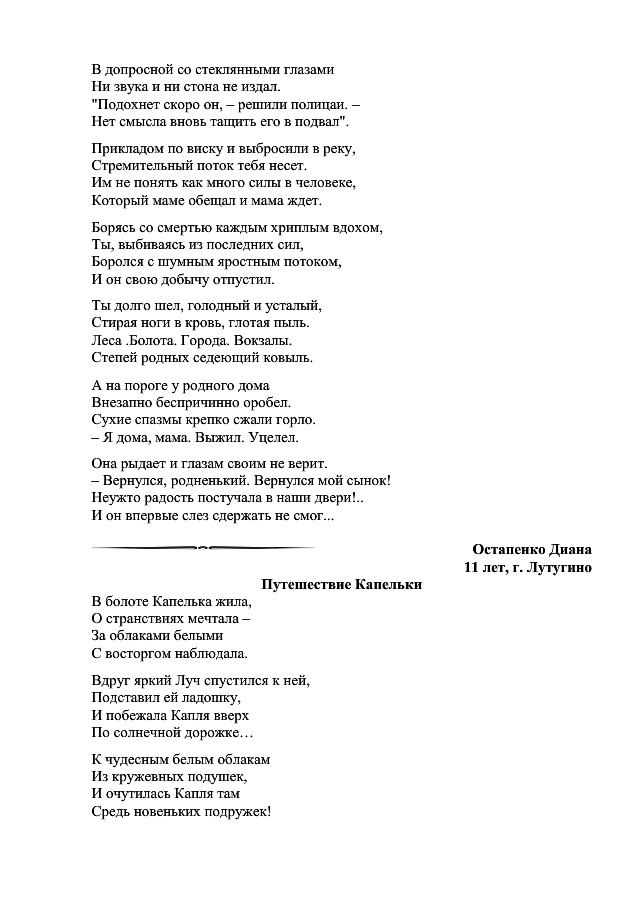 В допросной со стеклянными глазами
Ни звука и ни стона не издал.
"Подохнет скоро он, – решили полицаи. –
Нет смысла вновь тащить его в подвал".
Прикладом по виску и выбросили в реку,
Стремительный поток тебя несет.
Им не понять как много силы в человеке,
Который маме обещал и мама ждет.
Борясь со смертью каждым хриплым вдохом,
Ты, выбиваясь из последних сил,
Боролся с шумным яростным потоком,
И он свою добычу отпустил.
Ты долго шел, голодный и усталый,
Стирая ноги в кровь, глотая пыль.
Леса .Болота. Города. Вокзалы.
Степей родных седеющий ковыль.
А на пороге у родного дома
Внезапно беспричинно оробел.
Сухие спазмы крепко сжали горло.
– Я дома, мама. Выжил. Уцелел.
Она рыдает и глазам своим не верит.
– Вернулся, родненький. Вернулся мой сынок!
Неужто радость постучала в наши двери!..
И он впервые слез сдержать не смог...
Остапенко Диана
11 лет, г. Лутугино
Путешествие Капельки
В болоте Капелька жила,
О странствиях мечтала –
За облаками белыми
С восторгом наблюдала.
Вдруг яркий Луч спустился к ней,
Подставил ей ладошку,
И побежала Капля вверх
По солнечной дорожке…
К чудесным белым облакам
Из кружевных подушек,
И очутилась Капля там
Средь новеньких подружек!